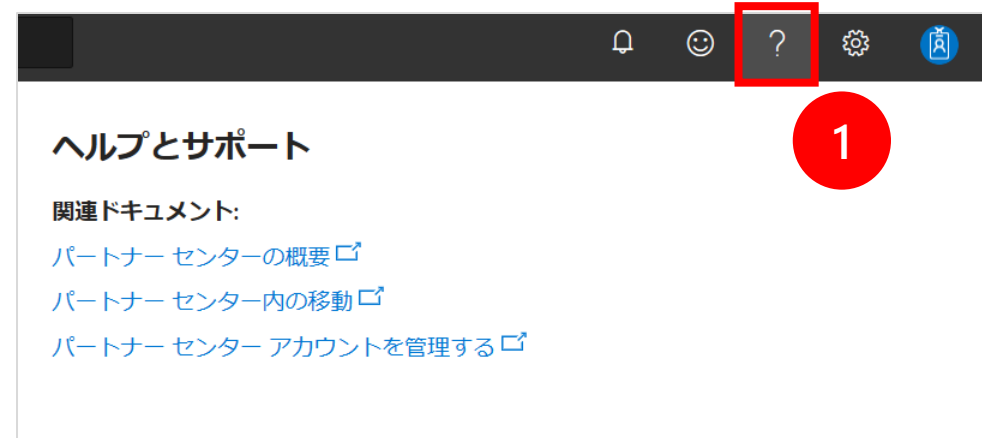 ?
1
ヘルプとサポート
関連ドキュメント:
パートナー センターの概要
パートナー センター内の移動
パートナー センター アカウントを管理する